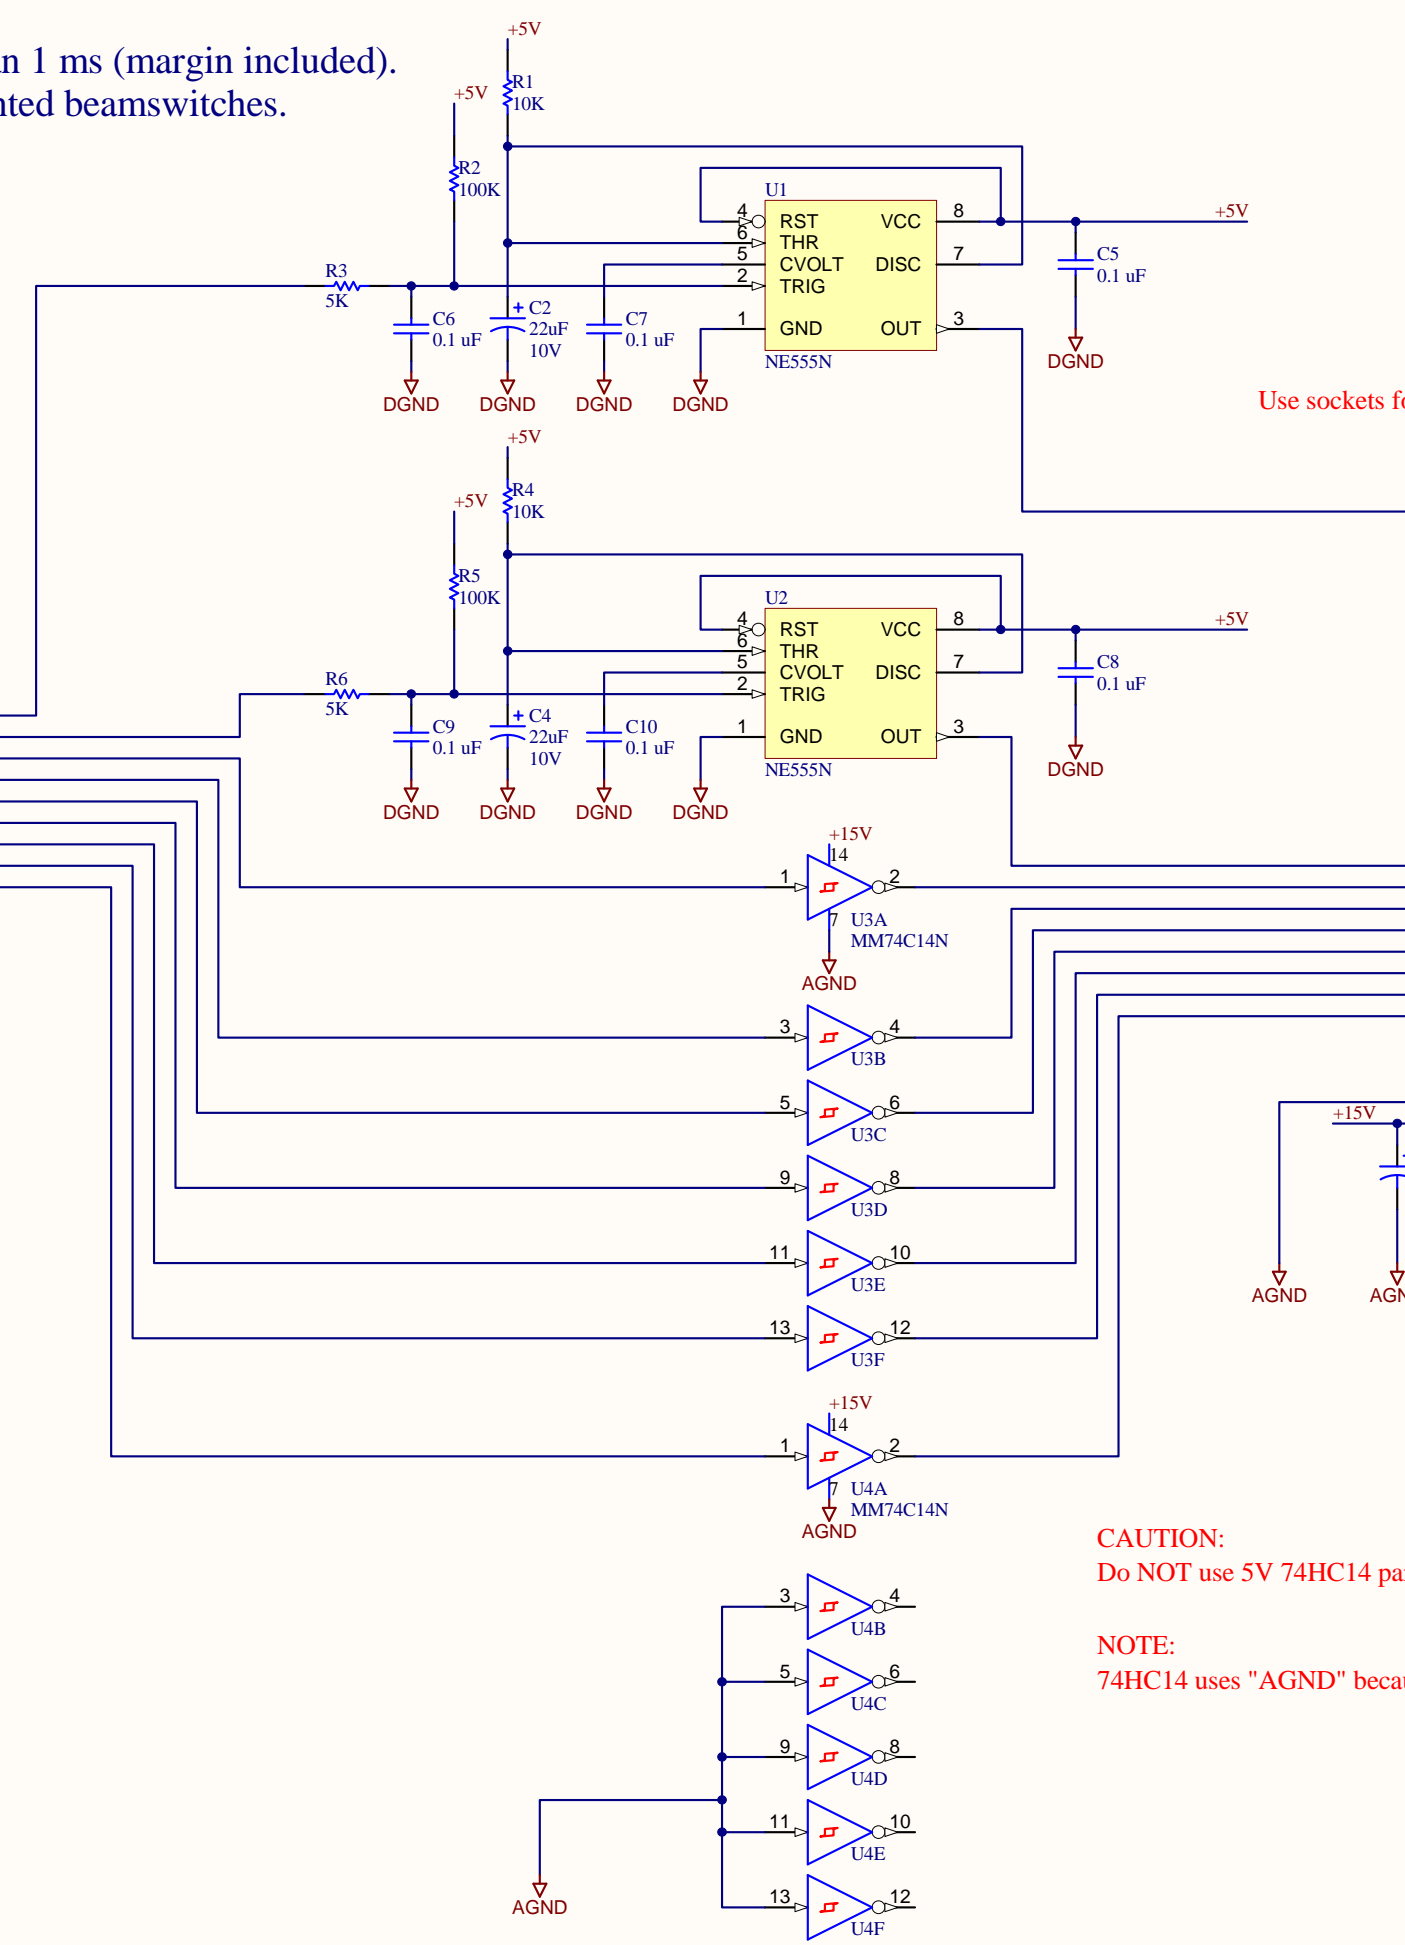 n 1 ms (margin included).
nted beamswitches.
+5V
R1
10K
+5V
R2
100K
U1
4
RST
VCC
8
+5V
6
THR
5
CVOLT
DISC
7
2
TRIG
1
GND
OUT
3
NE555N
R3
5K
C6
0.1 uF
C2
22uF
10V
C7
0.1 uF
C5
0.1 uF
DGND
DGND
DGND
DGND
DGND
Use sockets fo
+5V
R4
10K
+5V
R5
100K
U2
4
RST
VCC
8
+5V
6
THR
5
CVOLT
DISC
7
2
TRIG
1
GND
OUT
3
NE555N
R6
5K
C9
0.1 uF
C4
22uF
10V
C10
0.1 uF
C8
0.1 uF
DGND
DGND
DGND
DGND
DGND
+15V
14
1
2
7
U3A
MM74C14N
AGND
3
4
U3B
5
6
U3C
9
8
U3D
11
10
U3E
13
12
U3F
+15V
AGND
AGN
+15V
14
1
2
7
U4A
MM74C14N
AGND
CAUTION:
Do NOT use 5V 74HC14 pa
NOTE:
74HC14 uses "AGND" becau
3
4
U4B
5
6
U4C
9
8
U4D
11
10
U4E
13
12
U4F
AGND